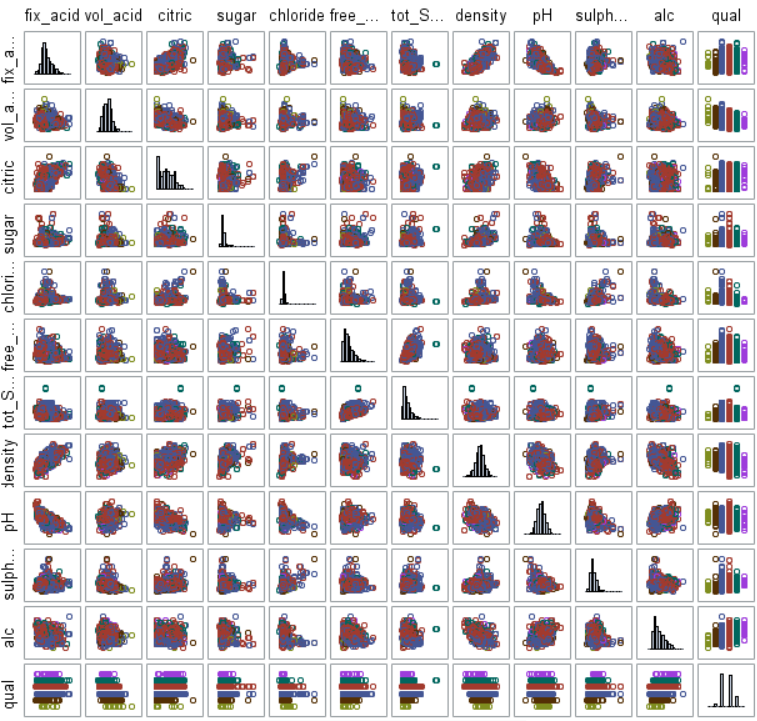 fix_acid vol_acid citric sugar chloride free_... tot_S... density pH sulph... alc qual
fix_a...
vol_a...
citric
sugar
chlori...
free_...
tot_S...
density
pH
sulph...
alc
qual